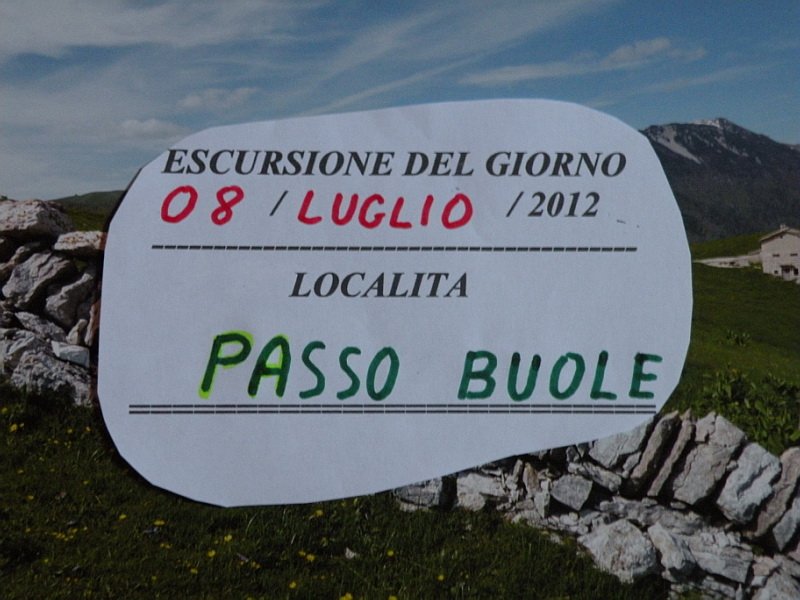 ESCURSIONE DEL GIORNO
08 / LUGLIO / 2012
LOCALITA
PASSO BUOLE